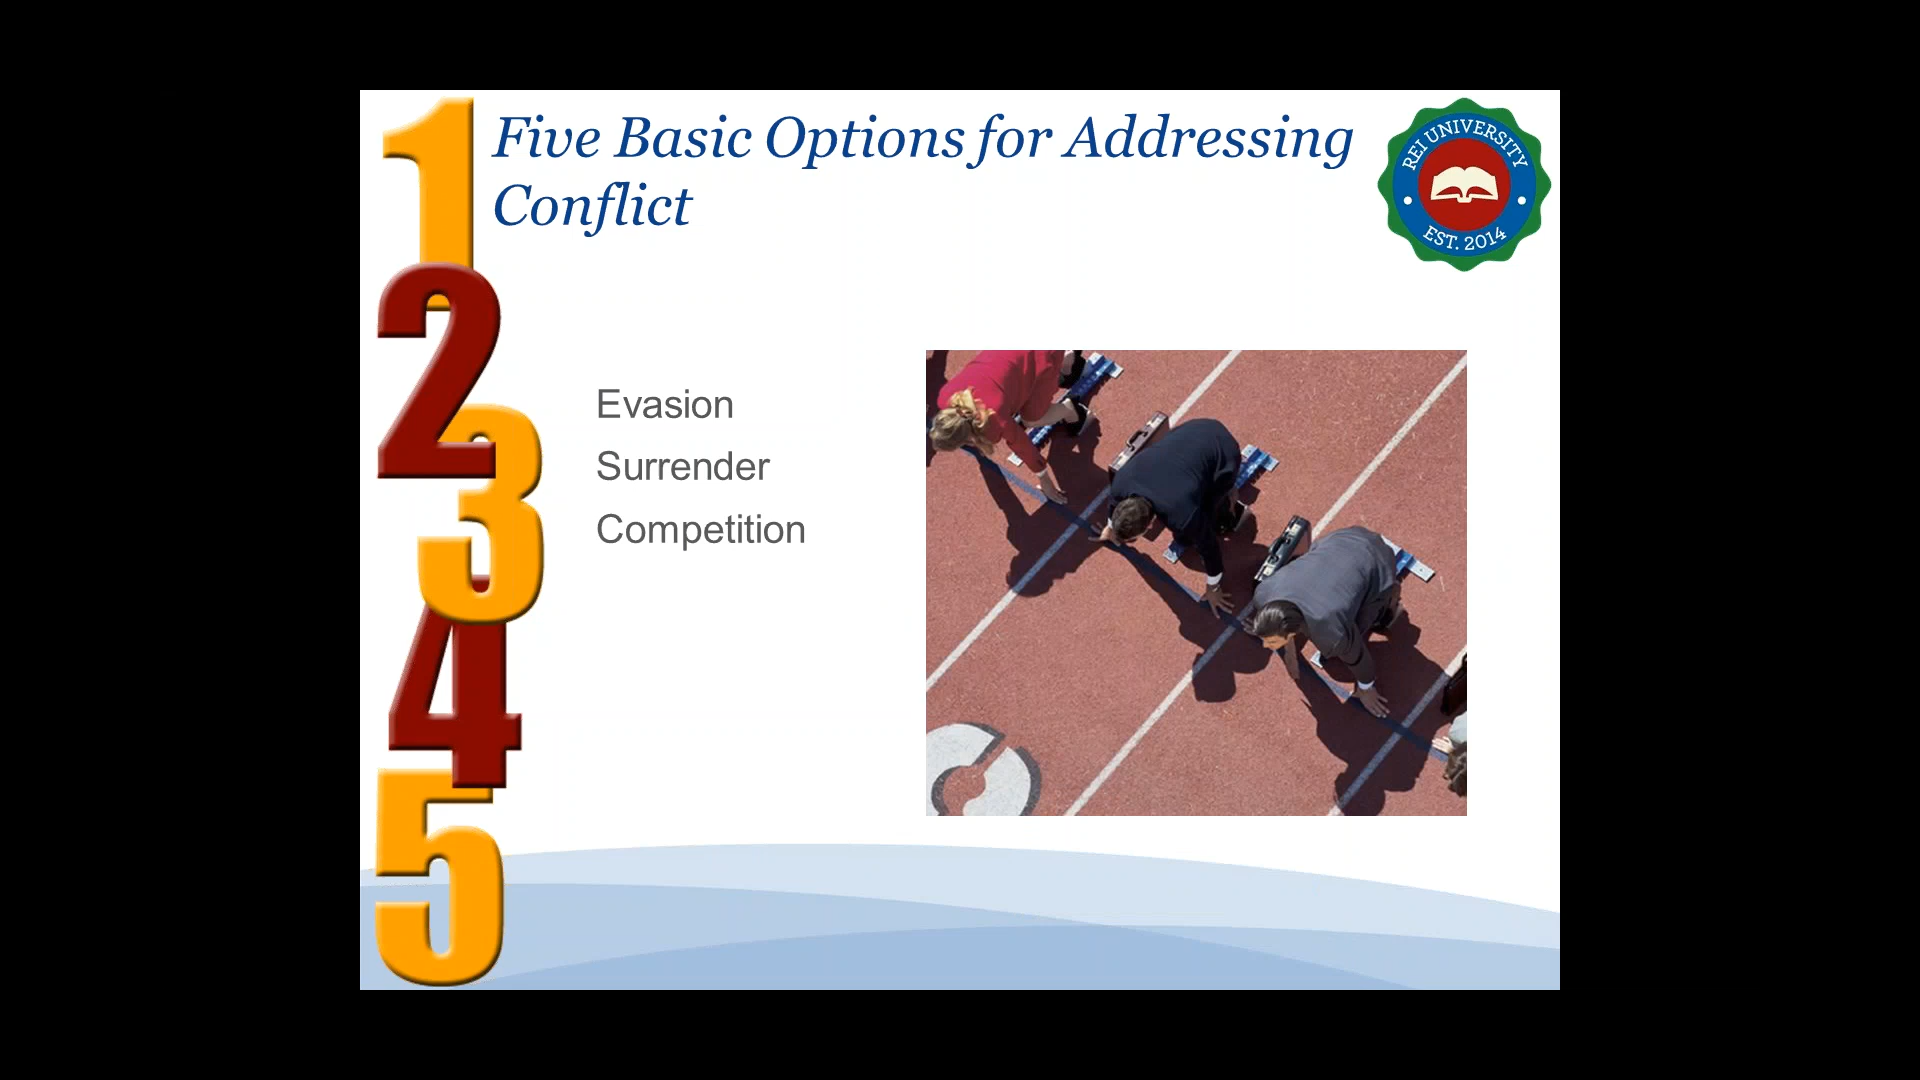 1
2
3
4
5
Five Basic Options for Addressing
Conflict
REI UNIVERSITY
EST. 2014
Evasion
Surrender
Competition